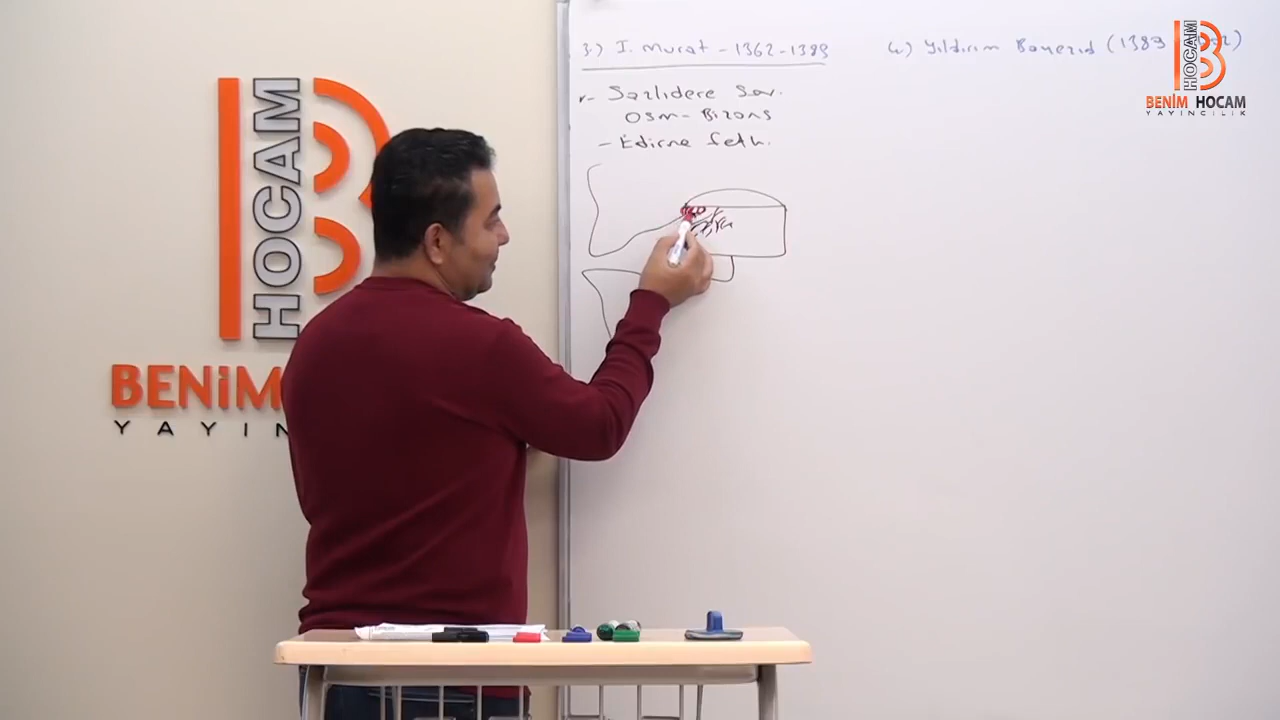 B HOCAM
BENİM
YAYIN
3.) I. Murat - 1362-1389
- Sazlıdere Sav.
Osm - Bizans
- Edirne feth.
4.) Yıldırım Bayezid (1389
B HOCAM
BENİM HOCAM
YAYINCILIK